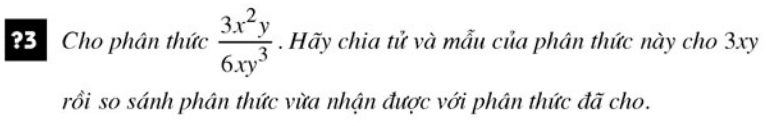 ?3 Cho phân thức \frac{3x^2y}{6xy^3}. Hãy chia tử và mẫu của phân thức này cho 3xy
rồi so sánh phân thức vừa nhận được với phân thức đã cho.